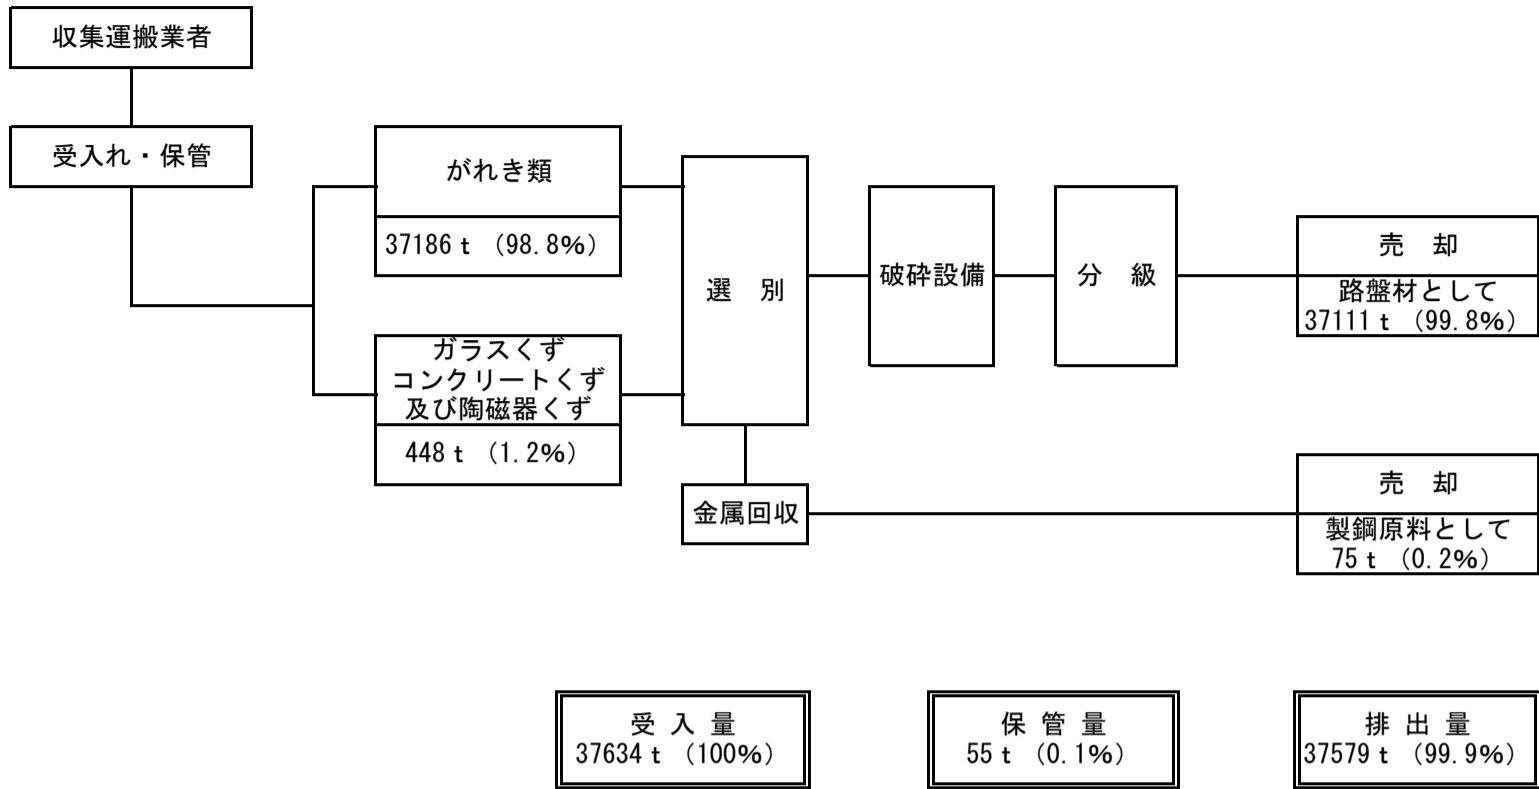 収集運搬業者
受入れ・保管
がれき類
37186ｔ（98.8%）
ガラスくず
コンクリートくず
及び陶磁器くず
448ｔ（1.2%）
選　別
金属回収
破砕設備
分　級
売　却
路盤材として
37111ｔ（99.8%）
売　却
製鋼原料として
75ｔ（0.2%）
受 入 量
37634ｔ（100%）
保 管 量
55ｔ（0.1%）
排 出 量
37579ｔ（99.9%）